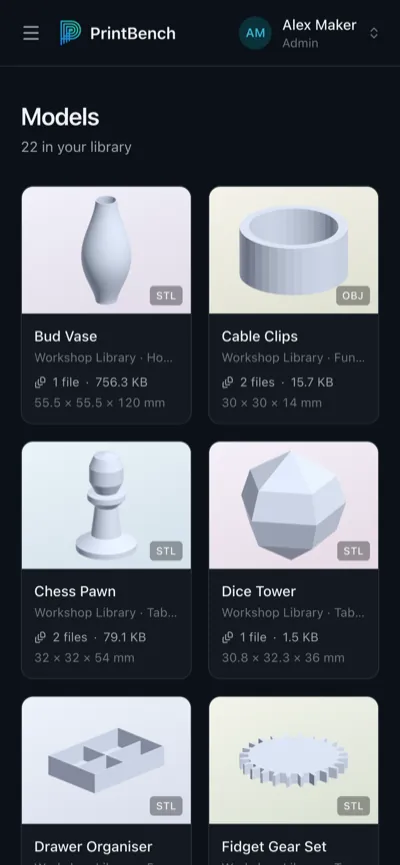 PrintBench
AM
Alex Maker
Admin
Models
22 in your library
STL
OBJ
Bud Vase
Workshop Library · Ho...
1 file · 756.3 KB
55.5 × 55.5 × 120 mm
Cable Clips
Workshop Library · Fun...
2 files · 15.7 KB
30 × 30 × 14 mm
STL
STL
Chess Pawn
Workshop Library · Tab...
2 files · 79.1 KB
32 × 32 × 54 mm
Dice Tower
Workshop Library · Tab...
1 file · 1.5 KB
30.8 × 32.3 × 36 mm
STL
STL
Drawer Organiser
Fidget Gear Set